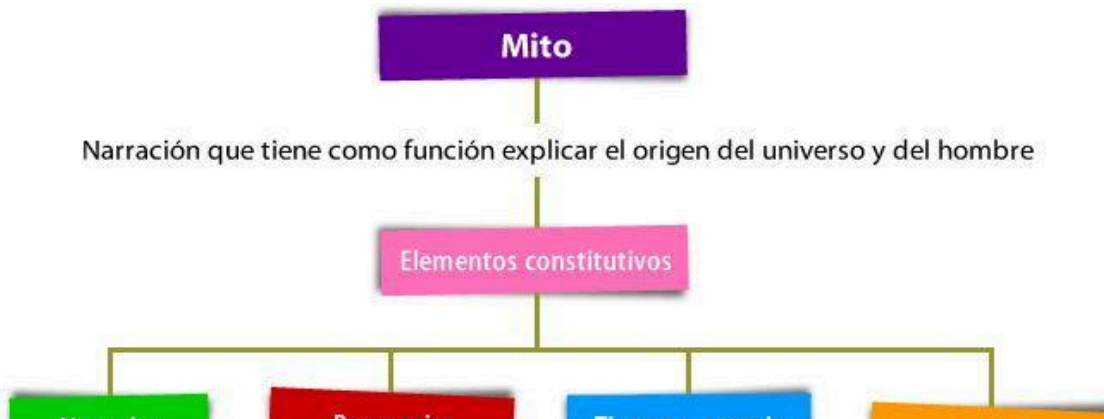 Mito
Narración que tiene como función explicar el origen del universo y del hombre
Elementos constitutivos